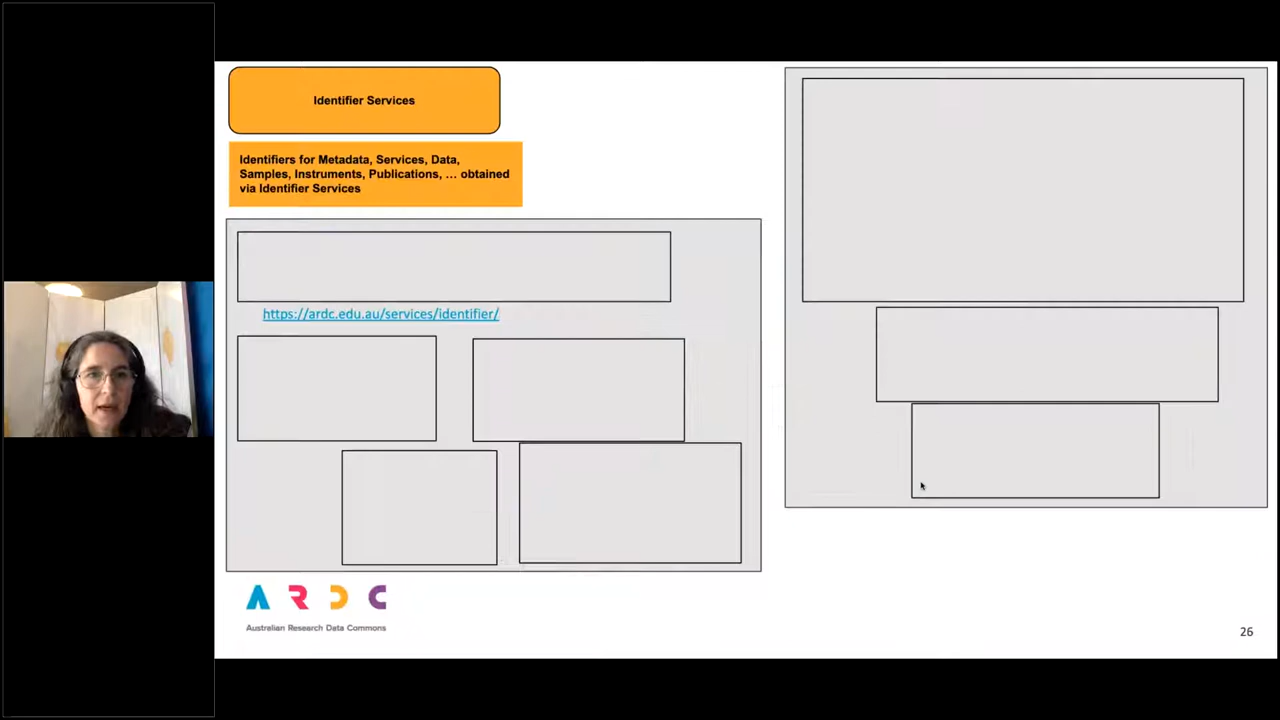 Identifier Services
Identifiers for Metadata, Services, Data,
Samples, Instruments, Publications, ... obtained
via Identifier Services
https://ardc.edu.au/services/identifier/
A R D C
Australian Research Data Commons
26